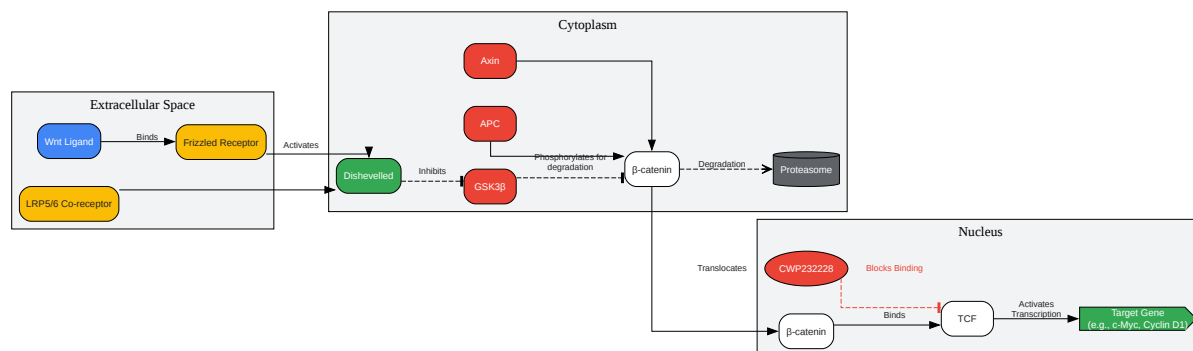 Cytoplasm
Axin
Extracellular Space
APC
Wnt Ligand
Binds
Frizzled Receptor
Activates
Phosphorylates for
degradation
Dishevelled
Inhibits
GSK3β
β-catenin
Degradation
Proteasome
LRP5/6 Co-receptor
Nucleus
Translocates
CWP232228
Blocks Binding
β-catenin
Binds
TCF
Activates
Transcription
Target Gene
(e.g., c-Myc, Cyclin D1)